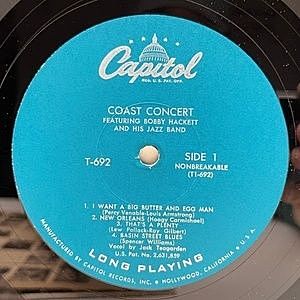 Capitol
REG. U.S. PAT. OFF.
COAST CONCERT
FEATURING BOBBY HACKETT
AND HIS JAZZ BAND
T-692
SIDE 1
NONBREAKABLE
(T1-692)
1. I WANT A BIG BUTTER AND EGG MAN
(Percy Venable-Louis Armstrong)
2. NEW ORLEANS (Hoagy Carmichael)
3. THAT'S A PLENTY
(Lew Pollack-Ray Gilbert)
4. BASIN STREET BLUES
(Spencer Williams)
Vocal by Jack Teagarden
U.S. Pat. No. 2,631,859
LONG PLAYING
MANUFACTURED BY CAPITOL RECORDS, INC. • HOLLYWOOD, CALIFORNIA • U.S.A.